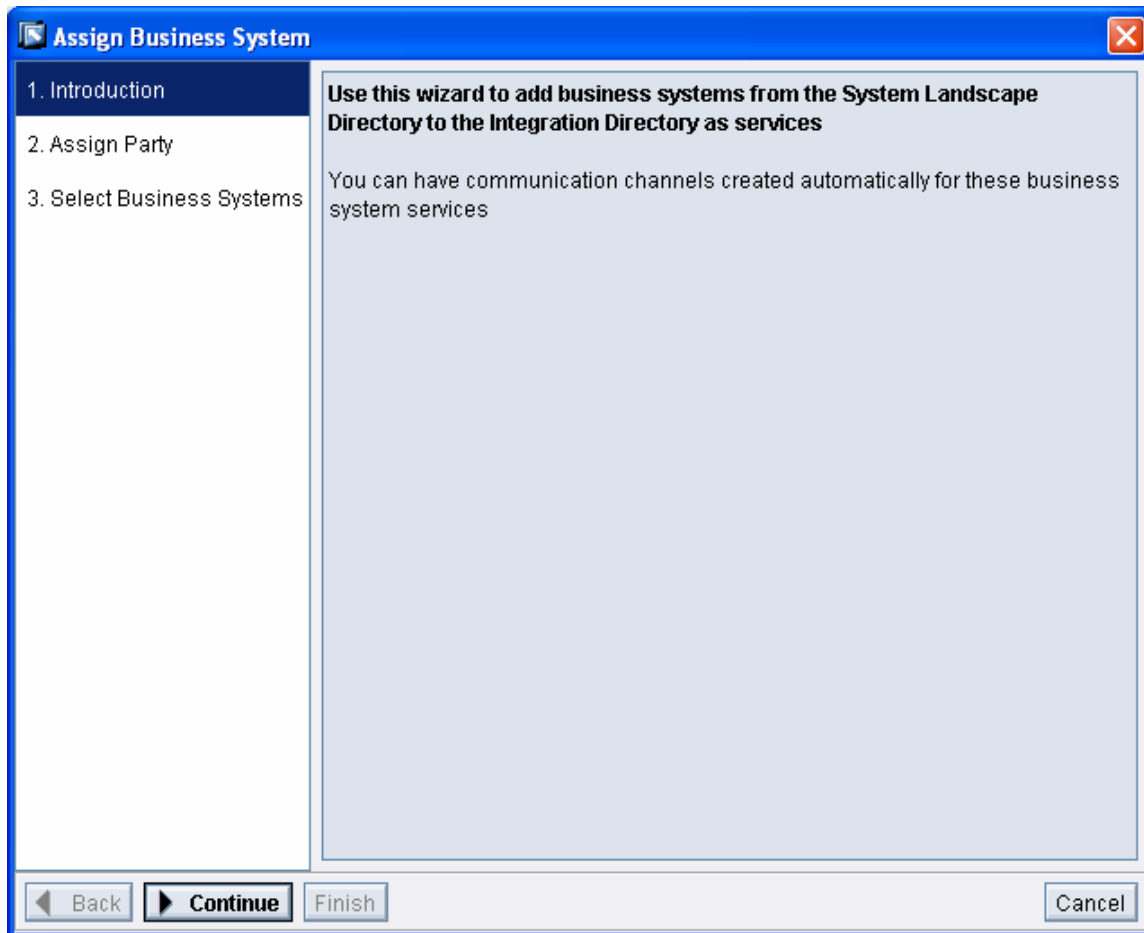 Assign Business System
1. Introduction
2. Assign Party
3. Select Business Systems
Use this wizard to add business systems from the System Landscape
Directory to the Integration Directory as services
You can have communication channels created automatically for these business
system services
Back
Continue
Finish
Cancel